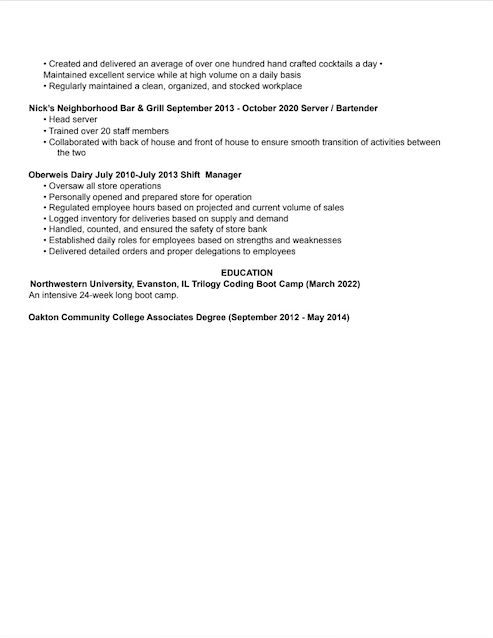 • Created and delivered an average of over one hundred hand crafted cocktails a day •
Maintained excellent service while at high volume on a daily basis
• Regularly maintained a clean, organized, and stocked workplace
Nick's Neighborhood Bar & Grill September 2013 - October 2020 Server / Bartender
• Head server
• Trained over 20 staff members
• Collaborated with back of house and front of house to ensure smooth transition of activities between
the two
Oberweis Dairy July 2010-July 2013 Shift Manager
• Oversaw all store operations
• Personally opened and prepared store for operation
• Regulated employee hours based on projected and current volume of sales
• Logged inventory for deliveries based on supply and demand
• Handled, counted, and ensured the safety of store bank
• Established daily roles for employees based on strengths and weaknesses
• Delivered detailed orders and proper delegations to employees
EDUCATION
Northwestern University, Evanston, IL Trilogy Coding Boot Camp (March 2022)
An intensive 24-week long boot camp.
Oakton Community College Associates Degree (September 2012 - May 2014)